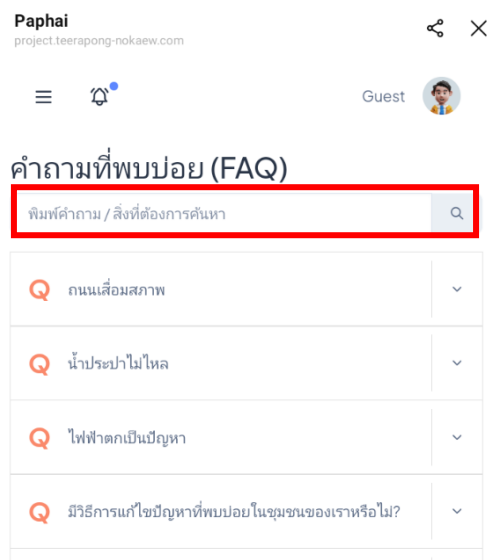 Paphai
project.teerapong-nokaew.com
Guest
คำถามที่พบบ่อย (FAQ)
พิมพ์คำถาม / สิ่งที่ต้องการค้นหา
Q ถนนเสื่อมสภาพ
Q น้ำประปาไม่ไหล
Q ไฟฟ้าตกเป็นปัญหา
Q มีวิธีการแก้ไขปัญหาที่พบบ่อยในชุมชนของเราหรือไม่?